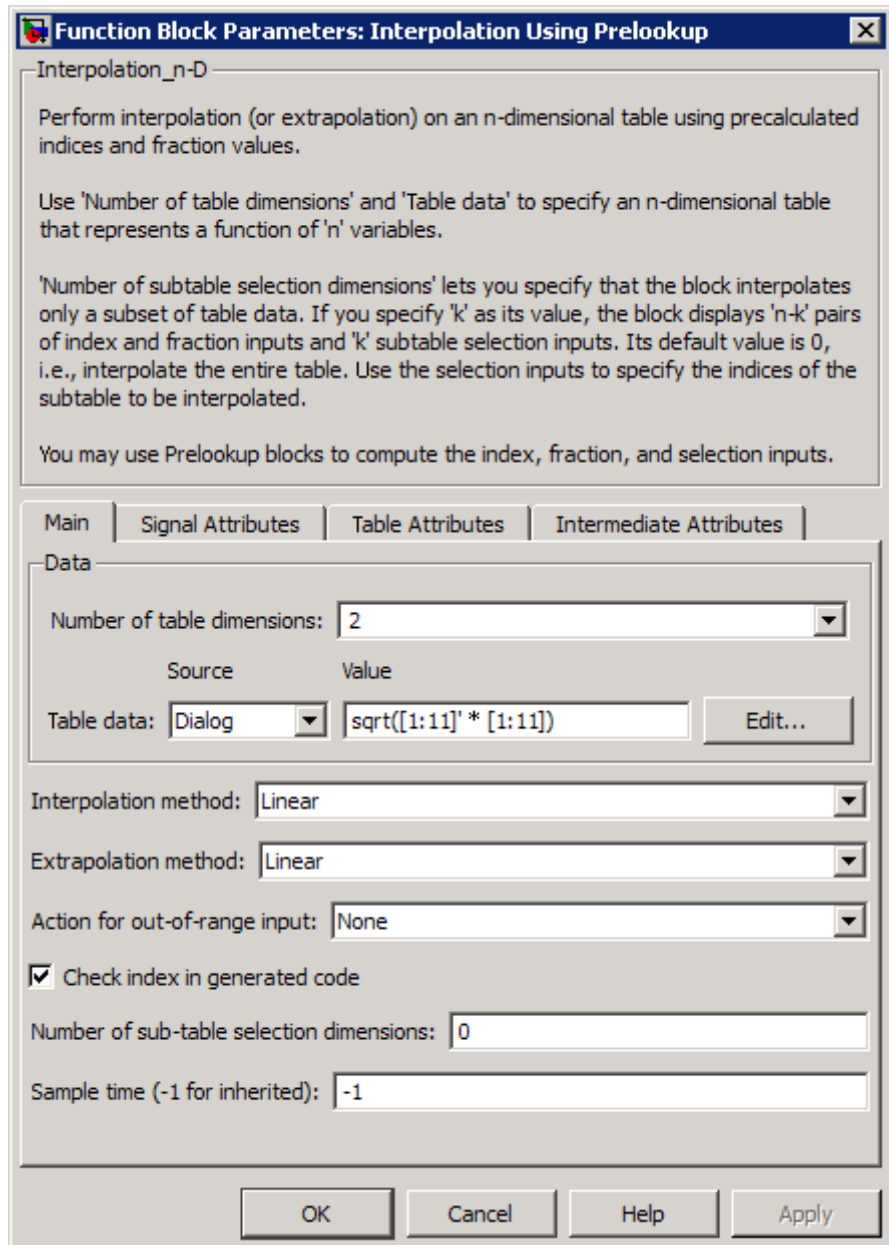 Function Block Parameters: Interpolation Using Prelookup
Interpolation_n-D
Perform interpolation (or extrapolation) on an n-dimensional table using precalculated
indices and fraction values.
Use 'Number of table dimensions' and 'Table data' to specify an n-dimensional table
that represents a function of 'n' variables.
'Number of subtable selection dimensions' lets you specify that the block interpolates
only a subset of table data. If you specify 'k' as its value, the block displays 'n-k' pairs
of index and fraction inputs and 'k' subtable selection inputs. Its default value is 0,
i.e., interpolate the entire table. Use the selection inputs to specify the indices of the
subtable to be interpolated.
You may use Prelookup blocks to compute the index, fraction, and selection inputs.
Main Signal Attributes Table Attributes Intermediate Attributes
Data
Number of table dimensions: 2
Source Value
Table data: Dialog sqrt([1:11]' * [1:11]) Edit...
Interpolation method: Linear
Extrapolation method: Linear
Action for out-of-range input: None
Check index in generated code
Number of sub-table selection dimensions: 0
Sample time (-1 for inherited): -1
OK Cancel Help Apply